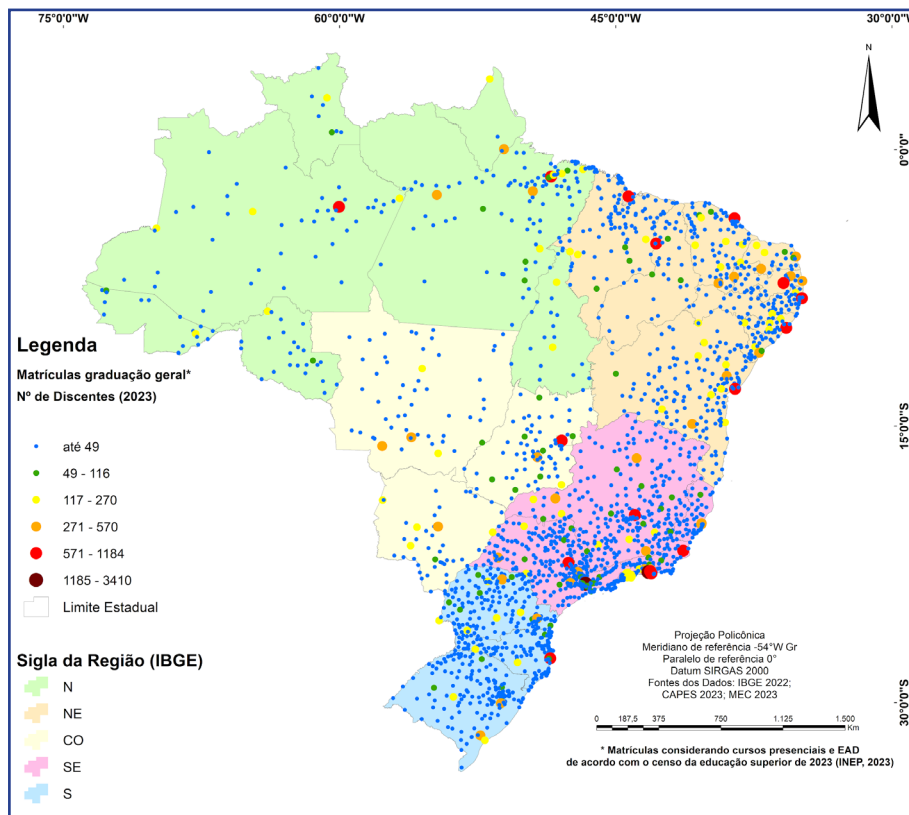 75°0'0"W
60°0'0"W
45°0'0"W
30°0'0"W
N
0°0'0"
15°0'0"S
30°0'0"S
Legenda
Matrículas graduação geral*
Nº de Discentes (2023)
até 49
49 - 116
117 - 270
271 - 570
571 - 1184
1185 - 3410
Limite Estadual
Sigla da Região (IBGE)
N
NE
CO
SE
S
Projeção Policônica
Meridiano de referência -54°W Gr
Paralelo de referência 0°
Datum SIRGAS 2000
Fontes dos Dados: IBGE 2022;
CAPES 2023; MEC 2023
0 187,5 375 750 1.125 1.500
Km
* Matrículas considerando cursos presenciais e EAD
de acordo com o censo da educação superior de 2023 (INEP, 2023)